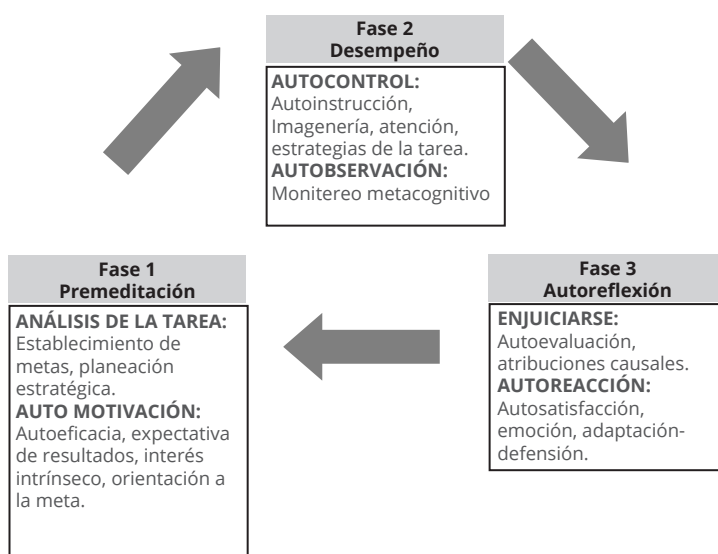 Fase 2
Desempeño
AUTOCONTROL:
Autoinstrucción,
Imagenería, atención,
estrategias de la tarea.
AUTOBSERVACIÓN:
Monitereo metacognitivo
Fase 1
Premeditación
ANÁLISIS DE LA TAREA:
Establecimiento de
metas, planeación
estratégica.
AUTO MOTIVACIÓN:
Autoeficacia, expectativa
de resultados, interés
intrínseco, orientación a
la meta.
Fase 3
Autoreflexión
ENJUICIARSE:
Autoevaluación,
atribuciones causales.
AUTOREACCIÓN:
Autosatisfacción,
emoción, adaptación-
defensión.